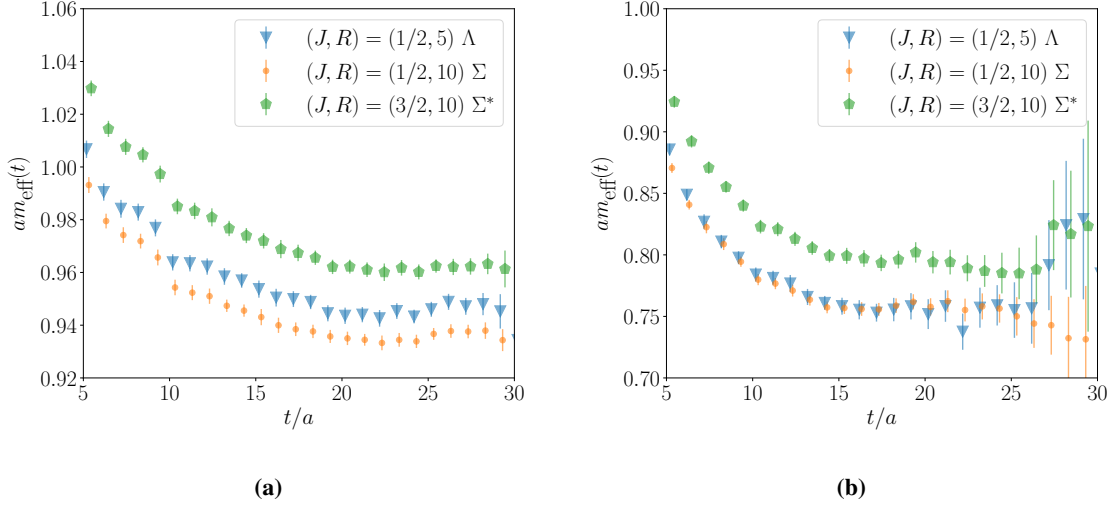 1.06
1.04
1.02
1.00
0.98
0.96
0.94
0.92
am_eff(t)
5 10 15 20 25 30
t/a
(J, R) = (1/2, 5) Λ
(J, R) = (1/2, 10) Σ
(J, R) = (3/2, 10) Σ*
(a)
1.00
0.95
0.90
0.85
0.80
0.75
0.70
am_eff(t)
5 10 15 20 25 30
t/a
(J, R) = (1/2, 5) Λ
(J, R) = (1/2, 10) Σ
(J, R) = (3/2, 10) Σ*
(b)